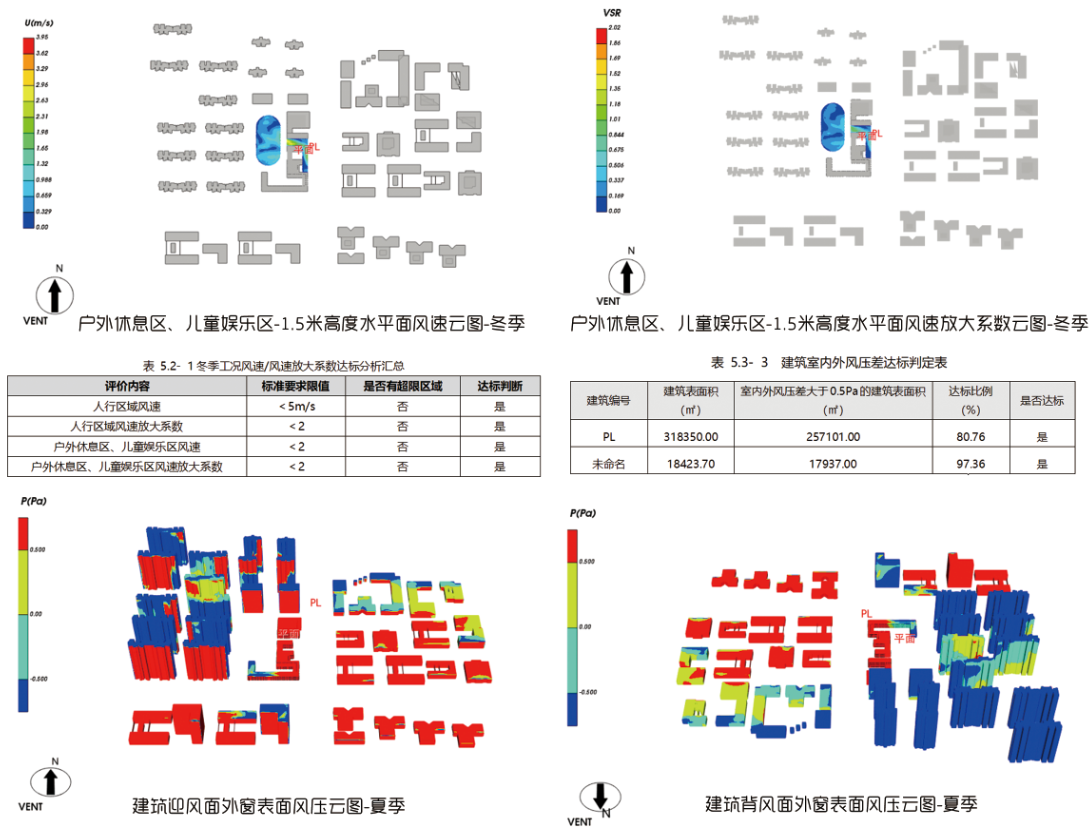 U(m/s)
3.95
3.62
3.29
2.96
2.63
2.31
1.98
1.65
1.32
0.988
0.659
0.329
0.00
PL
平面
N
VENT
户外休息区、儿童娱乐区-1.5米高度水平面风速云图-冬季
VSR
2.02
1.86
1.69
1.52
1.35
1.18
1.01
0.844
0.675
0.506
0.337
0.169
0.00
PL
平面
N
VENT
户外休息区、儿童娱乐区-1.5米高度水平面风速放大系数云图-冬季
表 5.2- 1 冬季工况风速/风速放大系数达标分析汇总
评价内容 标准要求限值 是否有超限区域 达标判断
人行区域风速 <5m/s 否 是
人行区域风速放大系数 <2 否 是
户外休息区、儿童娱乐区风速 <2 否 是
户外休息区、儿童娱乐区风速放大系数 <2 否 是
表 5.3- 3 建筑室内外风压差达标判定表
建筑编号 建筑表面积（㎡） 室内外风压差大于0.5Pa的建筑表面积（㎡） 达标比例（%） 是否达标
PL 318350.00 257101.00 80.76 是
未命名 18423.70 17937.00 97.36 是
P(Pa)
0.500
0.00
-0.500
PL
平面
N
VENT
建筑迎风面外窗表面风压云图-夏季
P(Pa)
0.500
0.00
-0.500
PL
平面
VENT
N
建筑背风面外窗表面风压云图-夏季